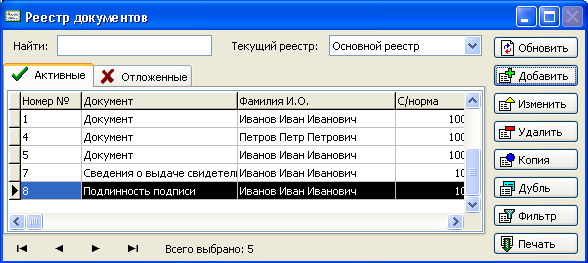 Реестр документов
Найти: Текущий реестр: Основной реестр
Обновить
Активные Отложенные
Добавить
Номер № Документ Фамилия И.О. С/норма
Изменить
1 Документ Иванов Иван Иванович 100
4 Документ Петров Петр Петрович 100
Удалить
5 Документ Иванов Иван Иванович 100
Копия
7 Сведения о выдаче свидетел Иванов Иван Иванович 10
8 Подлинность подписи Иванов Иван Иванович 10
Дубль
Фильтр
Всего выбрано: 5
Печать